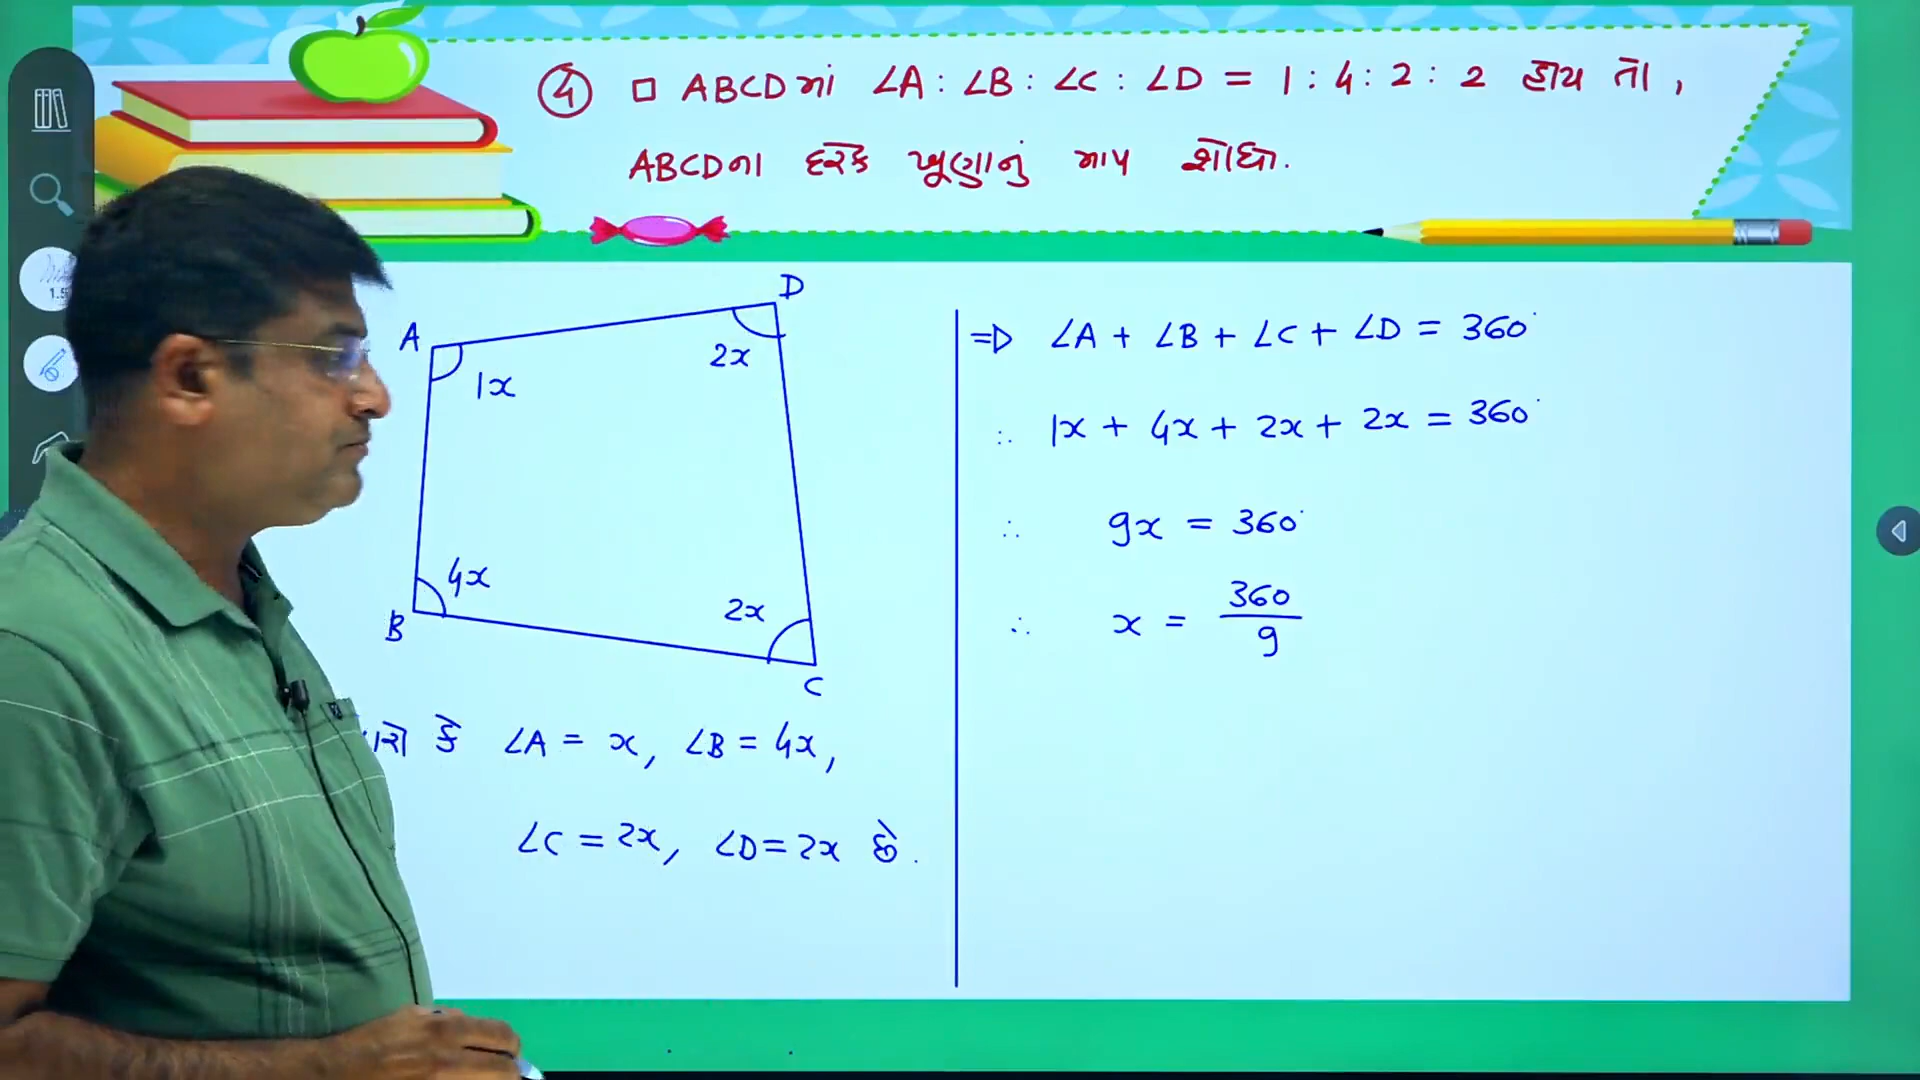 ④ □ ABCDમાં ∠A : ∠B : ∠C : ∠D = 1 : 4 : 2 : 2 હોય તો,
ABCDના દરેક ખૂણાનું માપ શોધો.
A
D
1x
2x
4x
2x
B
C
કે ∠A = x, ∠B = 4x,
∠C = 2x, ∠D = 2x છે.
⇒ ∠A + ∠B + ∠C + ∠D = 360°
∴ 1x + 4x + 2x + 2x = 360°
∴ 9x = 360°
∴ x = 360/9